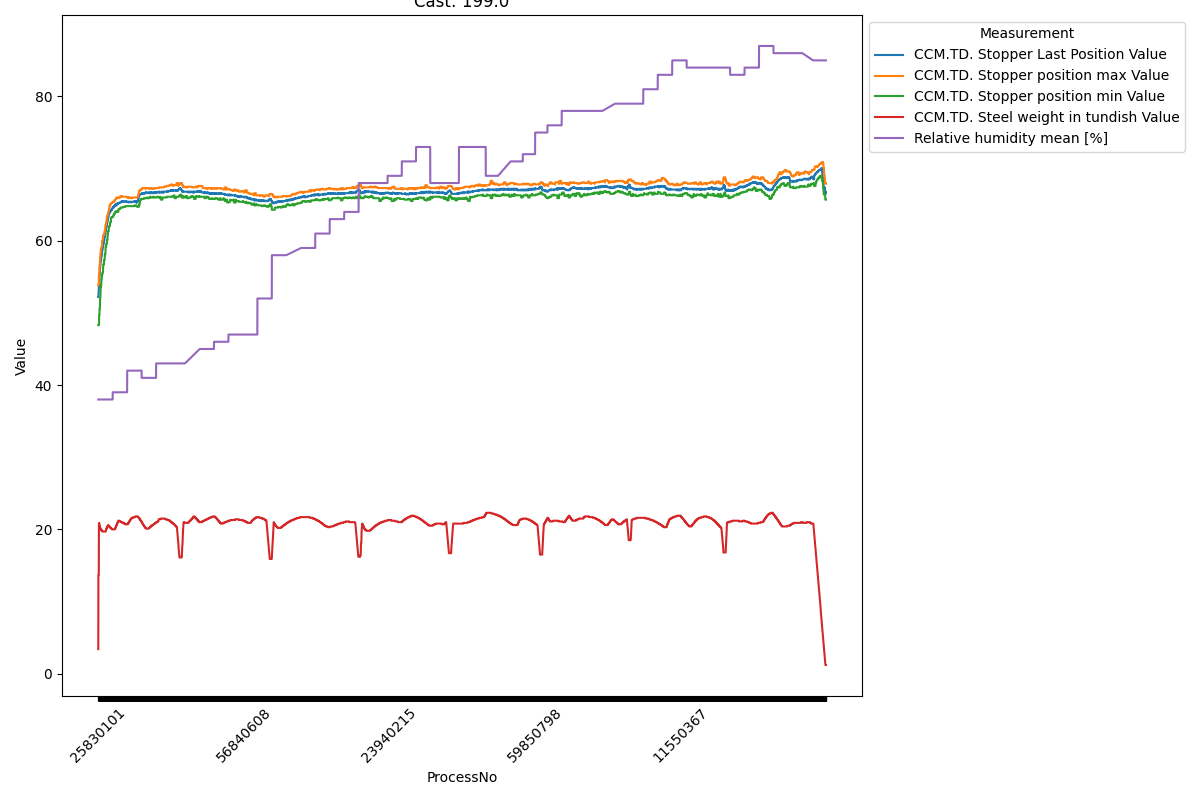 Cast: 199.0
Measurement
CCM.TD. Stopper Last Position Value
CCM.TD. Stopper position max Value
CCM.TD. Stopper position min Value
CCM.TD. Steel weight in tundish Value
Relative humidity mean [%]
Value
80
60
40
20
0
25830101
56840608
23940215
59850798
11550367
ProcessNo